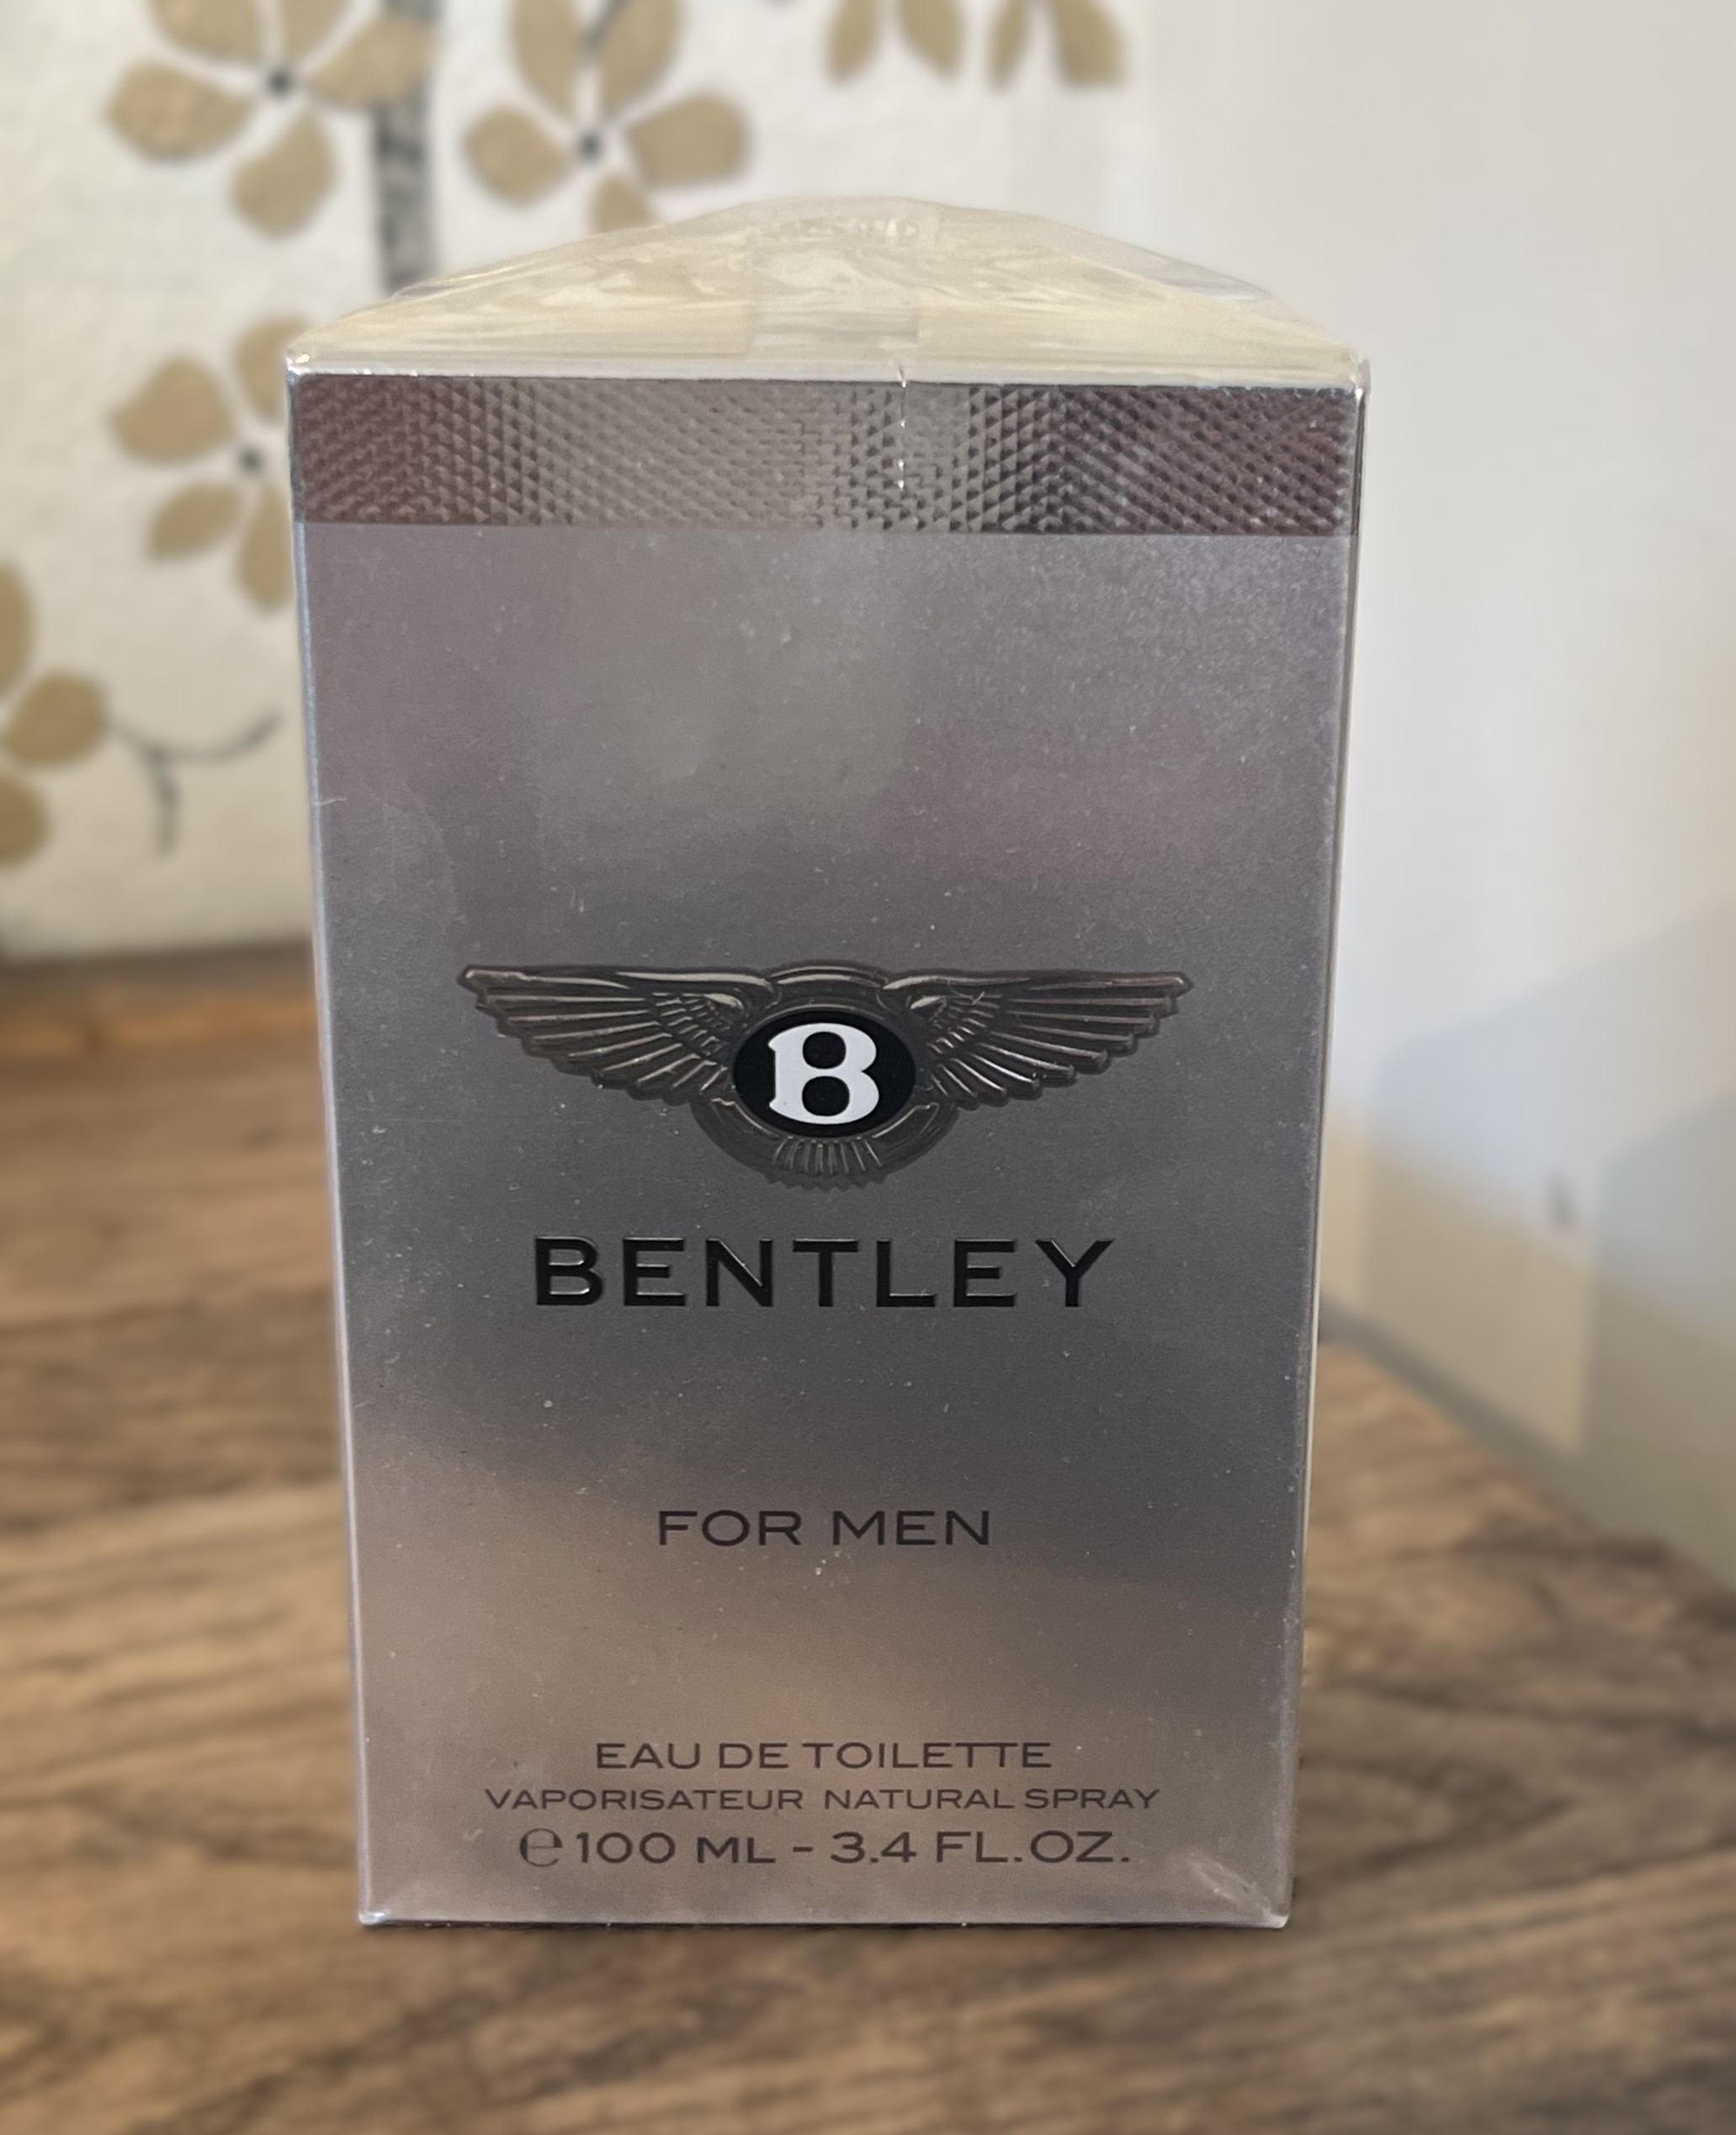 B
BENTLEY
FOR MEN
EAU DE TOILETTE
VAPORISATEUR NATURAL SPRAY
℮100 ML - 3.4 FL.OZ.